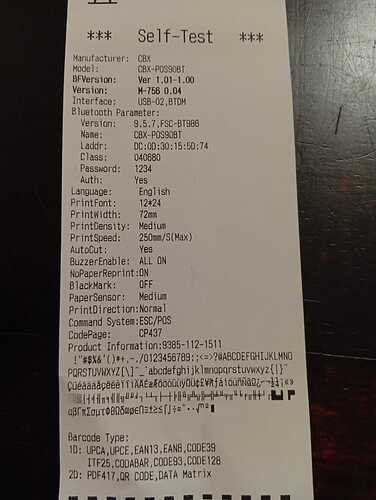 *** Self-Test ***
Manufacturer: CBX
Model: CBX-POS90BT
BFVersion: Ver 1.01-1.00
Version: M-756 0.04
Interface: USB-02,BTDM
Bluetooth Parameter:
Version: 9.5.7,FSC-BT986
Name: CBX-POS90BT
Laddr: DC:0D:30:15:50:74
Class: 040680
Password: 1234
Auth: Yes
Language: English
PrintFont: 12*24
PrintWidth: 72mm
PrintDensity: Medium
PrintSpeed: 250mm/S(Max)
AutoCut: Yes
BuzzerEnable: ALL ON
NoPaperReprint:ON
BlackMark: OFF
PaperSensor: Medium
PrintDirection:Normal
Command System:ESC/POS
CodePage: CP437
Product Information:9385-112-1511
!"#$%&'()*+,-./0123456789:;<=>?@ABCDEFGHIJKLMNO
PQRSTUVWXYZ[\]^_`abcdefghijklmnopqrstuvwxyz{|}~
Barcode Type:
1D: UPCA,UPCE,EAN13,EAN8,CODE39
ITF25,CODABAR,CODE93,CODE128
2D: PDF417,QR CODE,DATA Matrix